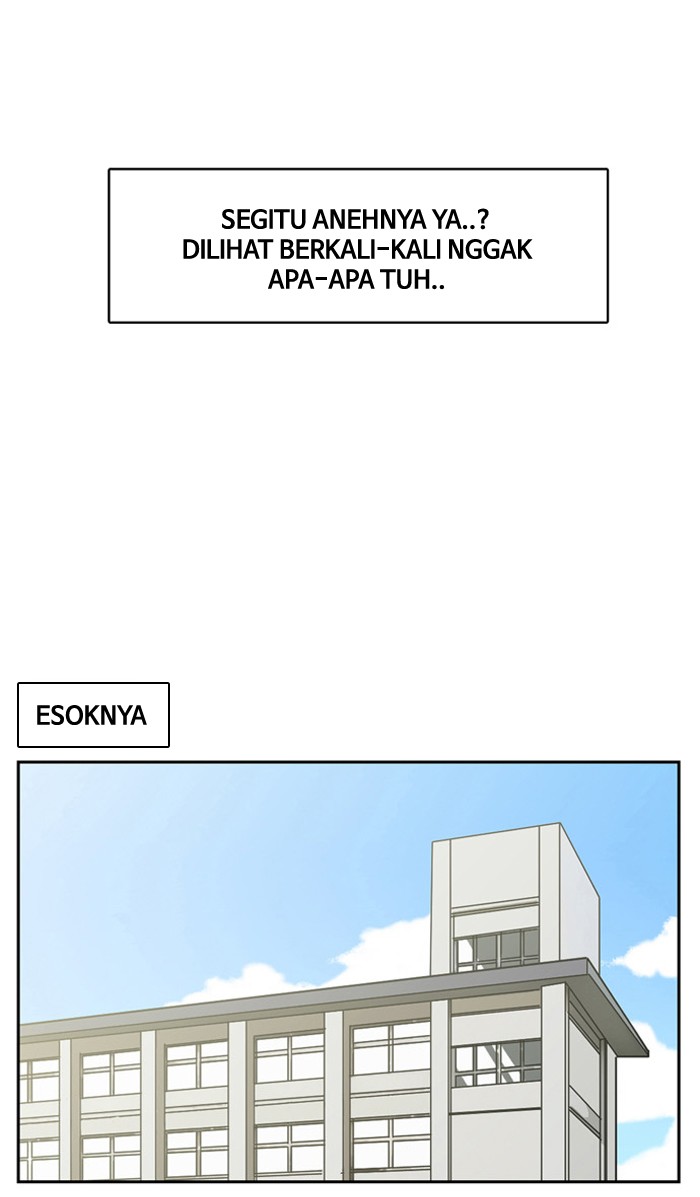 SEGITU ANEHNYA YA..?
DILIHAT BERKALI-KALI NGGAK
APA-APA TUH..
ESOKNYA